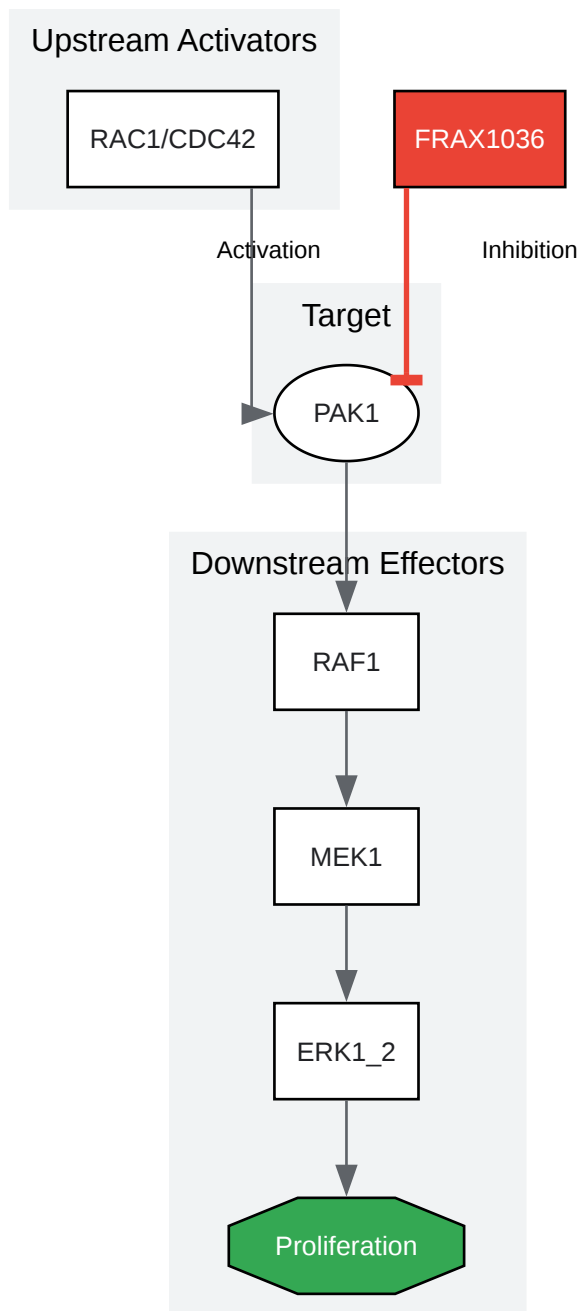 Upstream Activators
RAC1/CDC42
FRAX1036
Activation
Inhibition
Target
PAK1
Downstream Effectors
RAF1
MEK1
ERK1_2
Proliferation